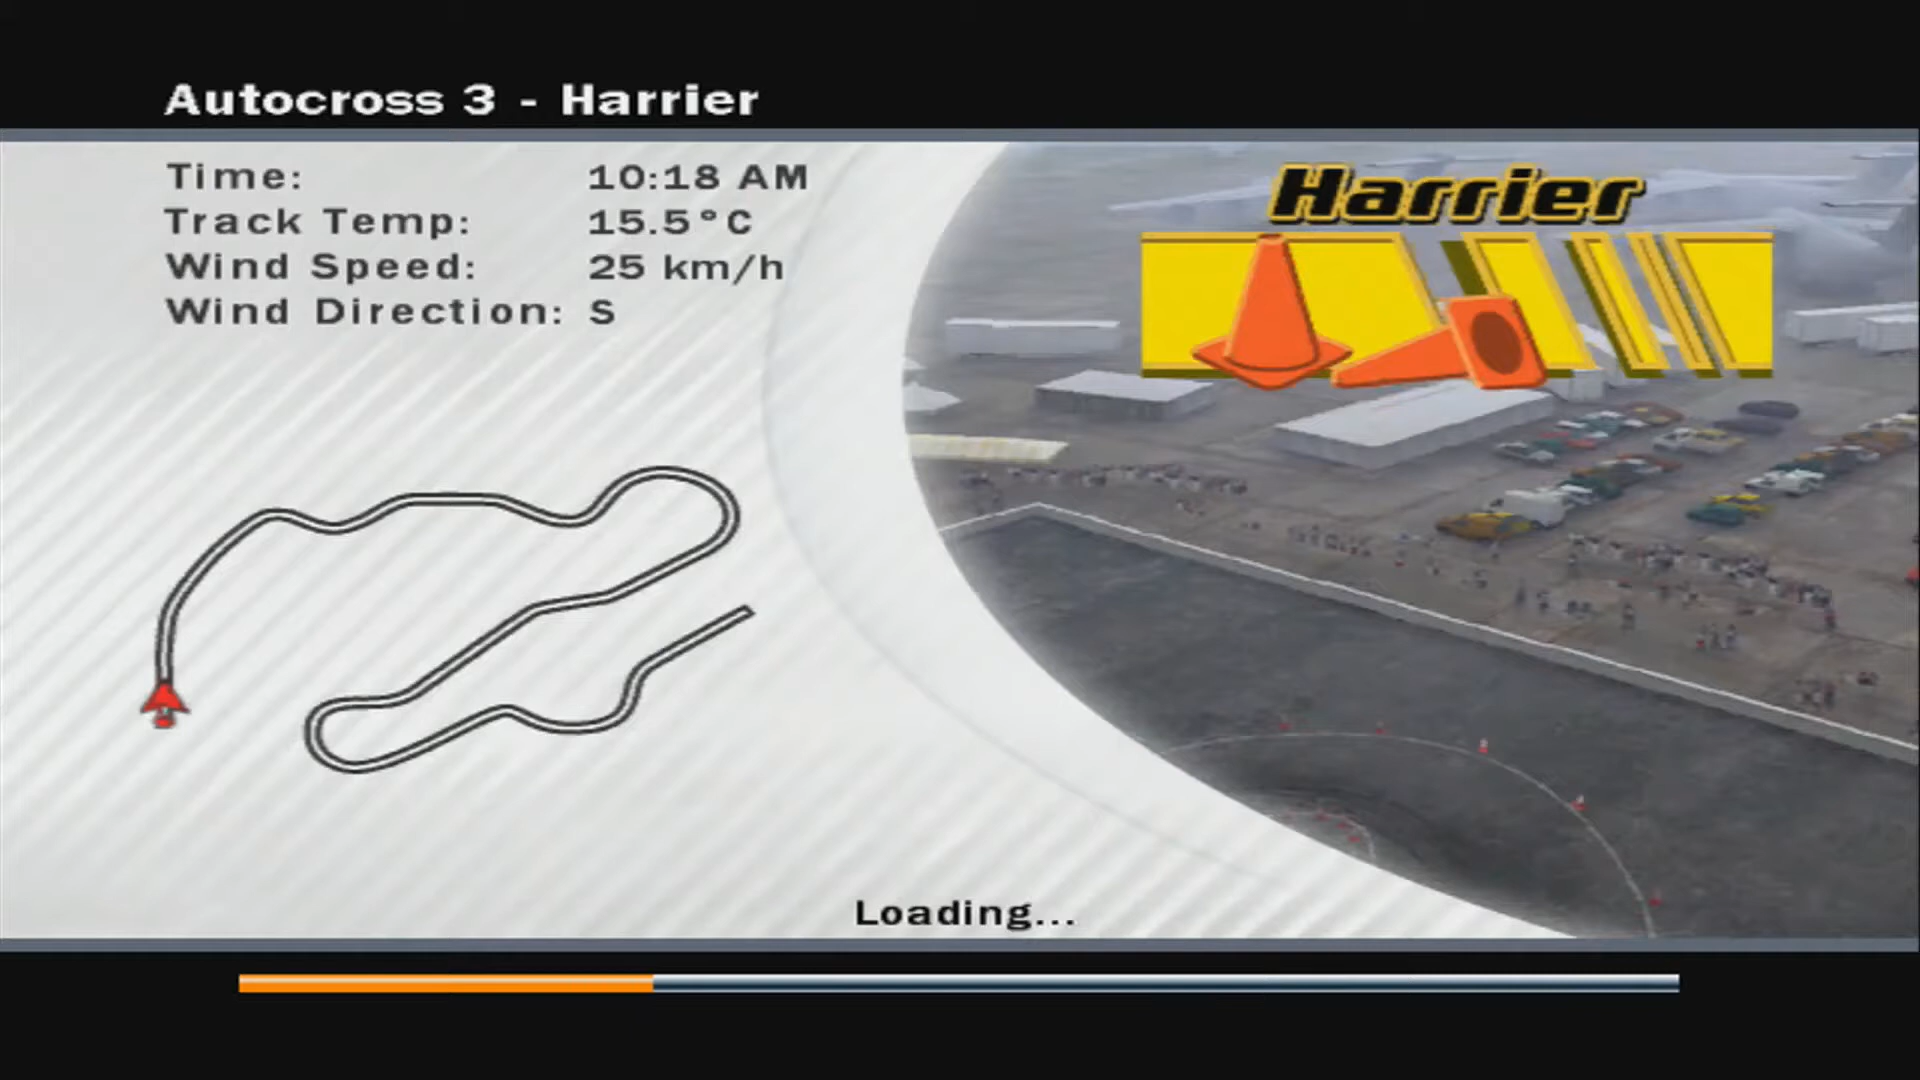 Autocross 3 - Harrier
Time: 10:18 AM
Track Temp: 15.5°C
Wind Speed: 25 km/h
Wind Direction: S
Harrier
Loading...